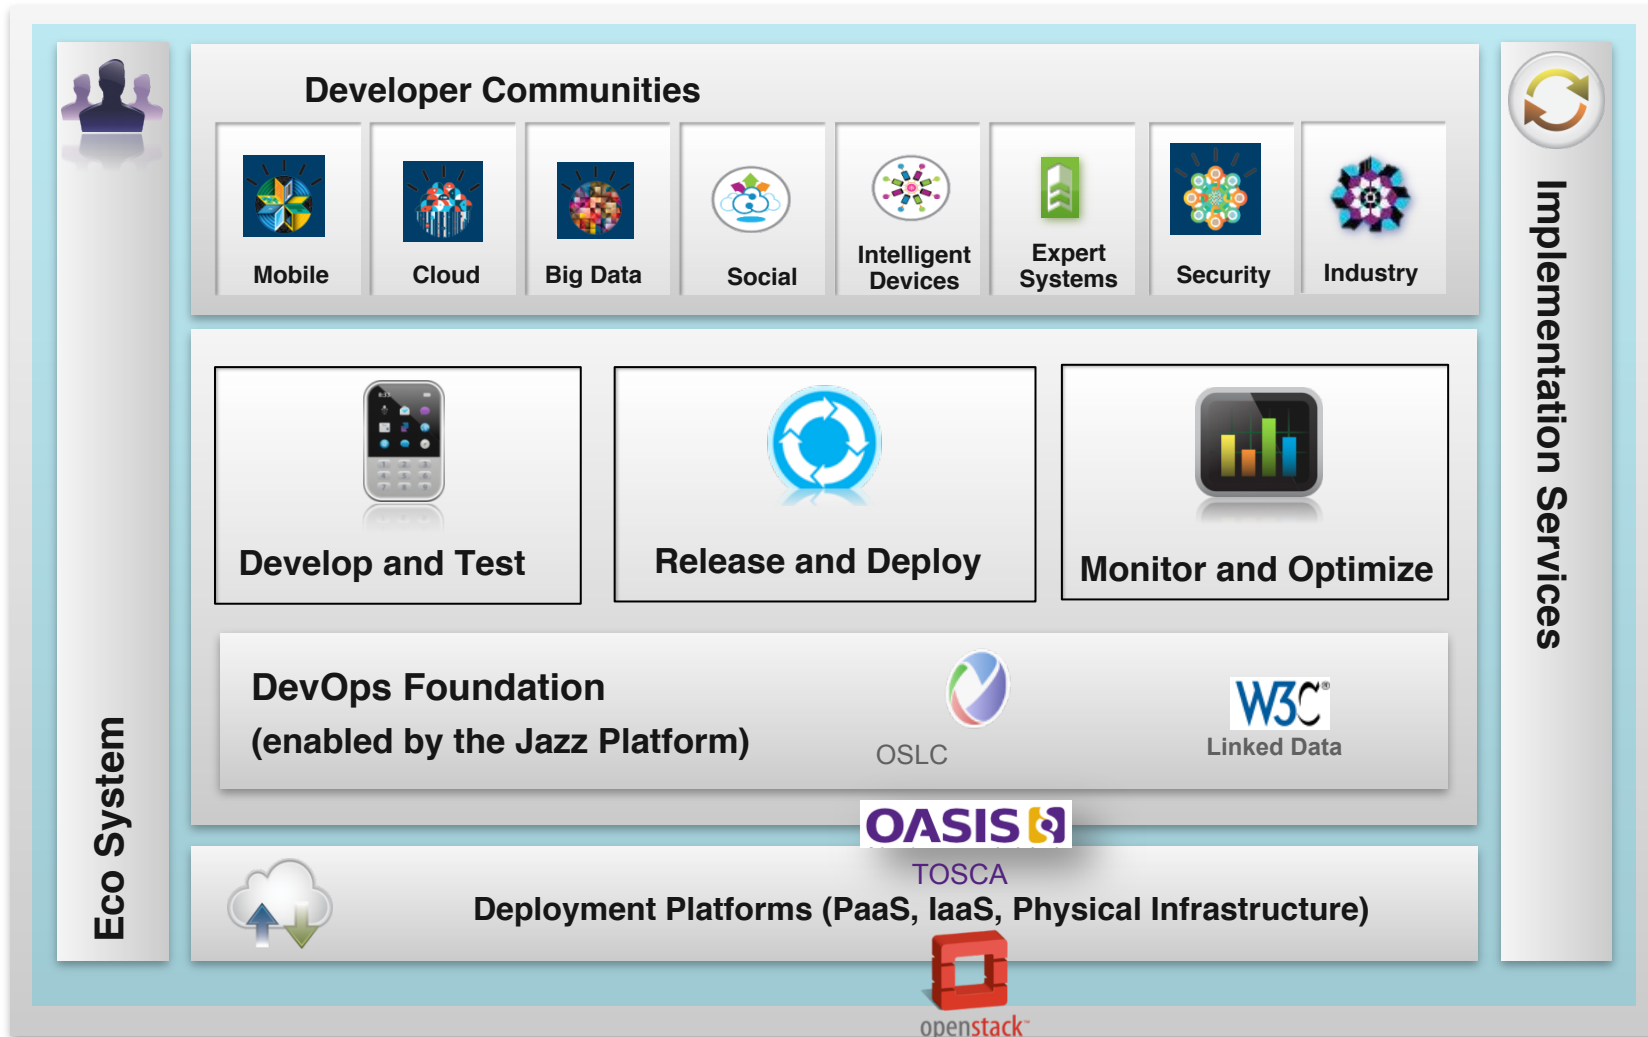 Eco System
Developer Communities
Mobile
Cloud
Big Data
Social
Intelligent
Devices
Expert
Systems
Security
Industry
Develop and Test
Release and Deploy
Monitor and Optimize
DevOps Foundation
(enabled by the Jazz Platform)
OSLC
W3C®
Linked Data
OASIS
TOSCA
Deployment Platforms (PaaS, IaaS, Physical Infrastructure)
openstack™
Implementation Services